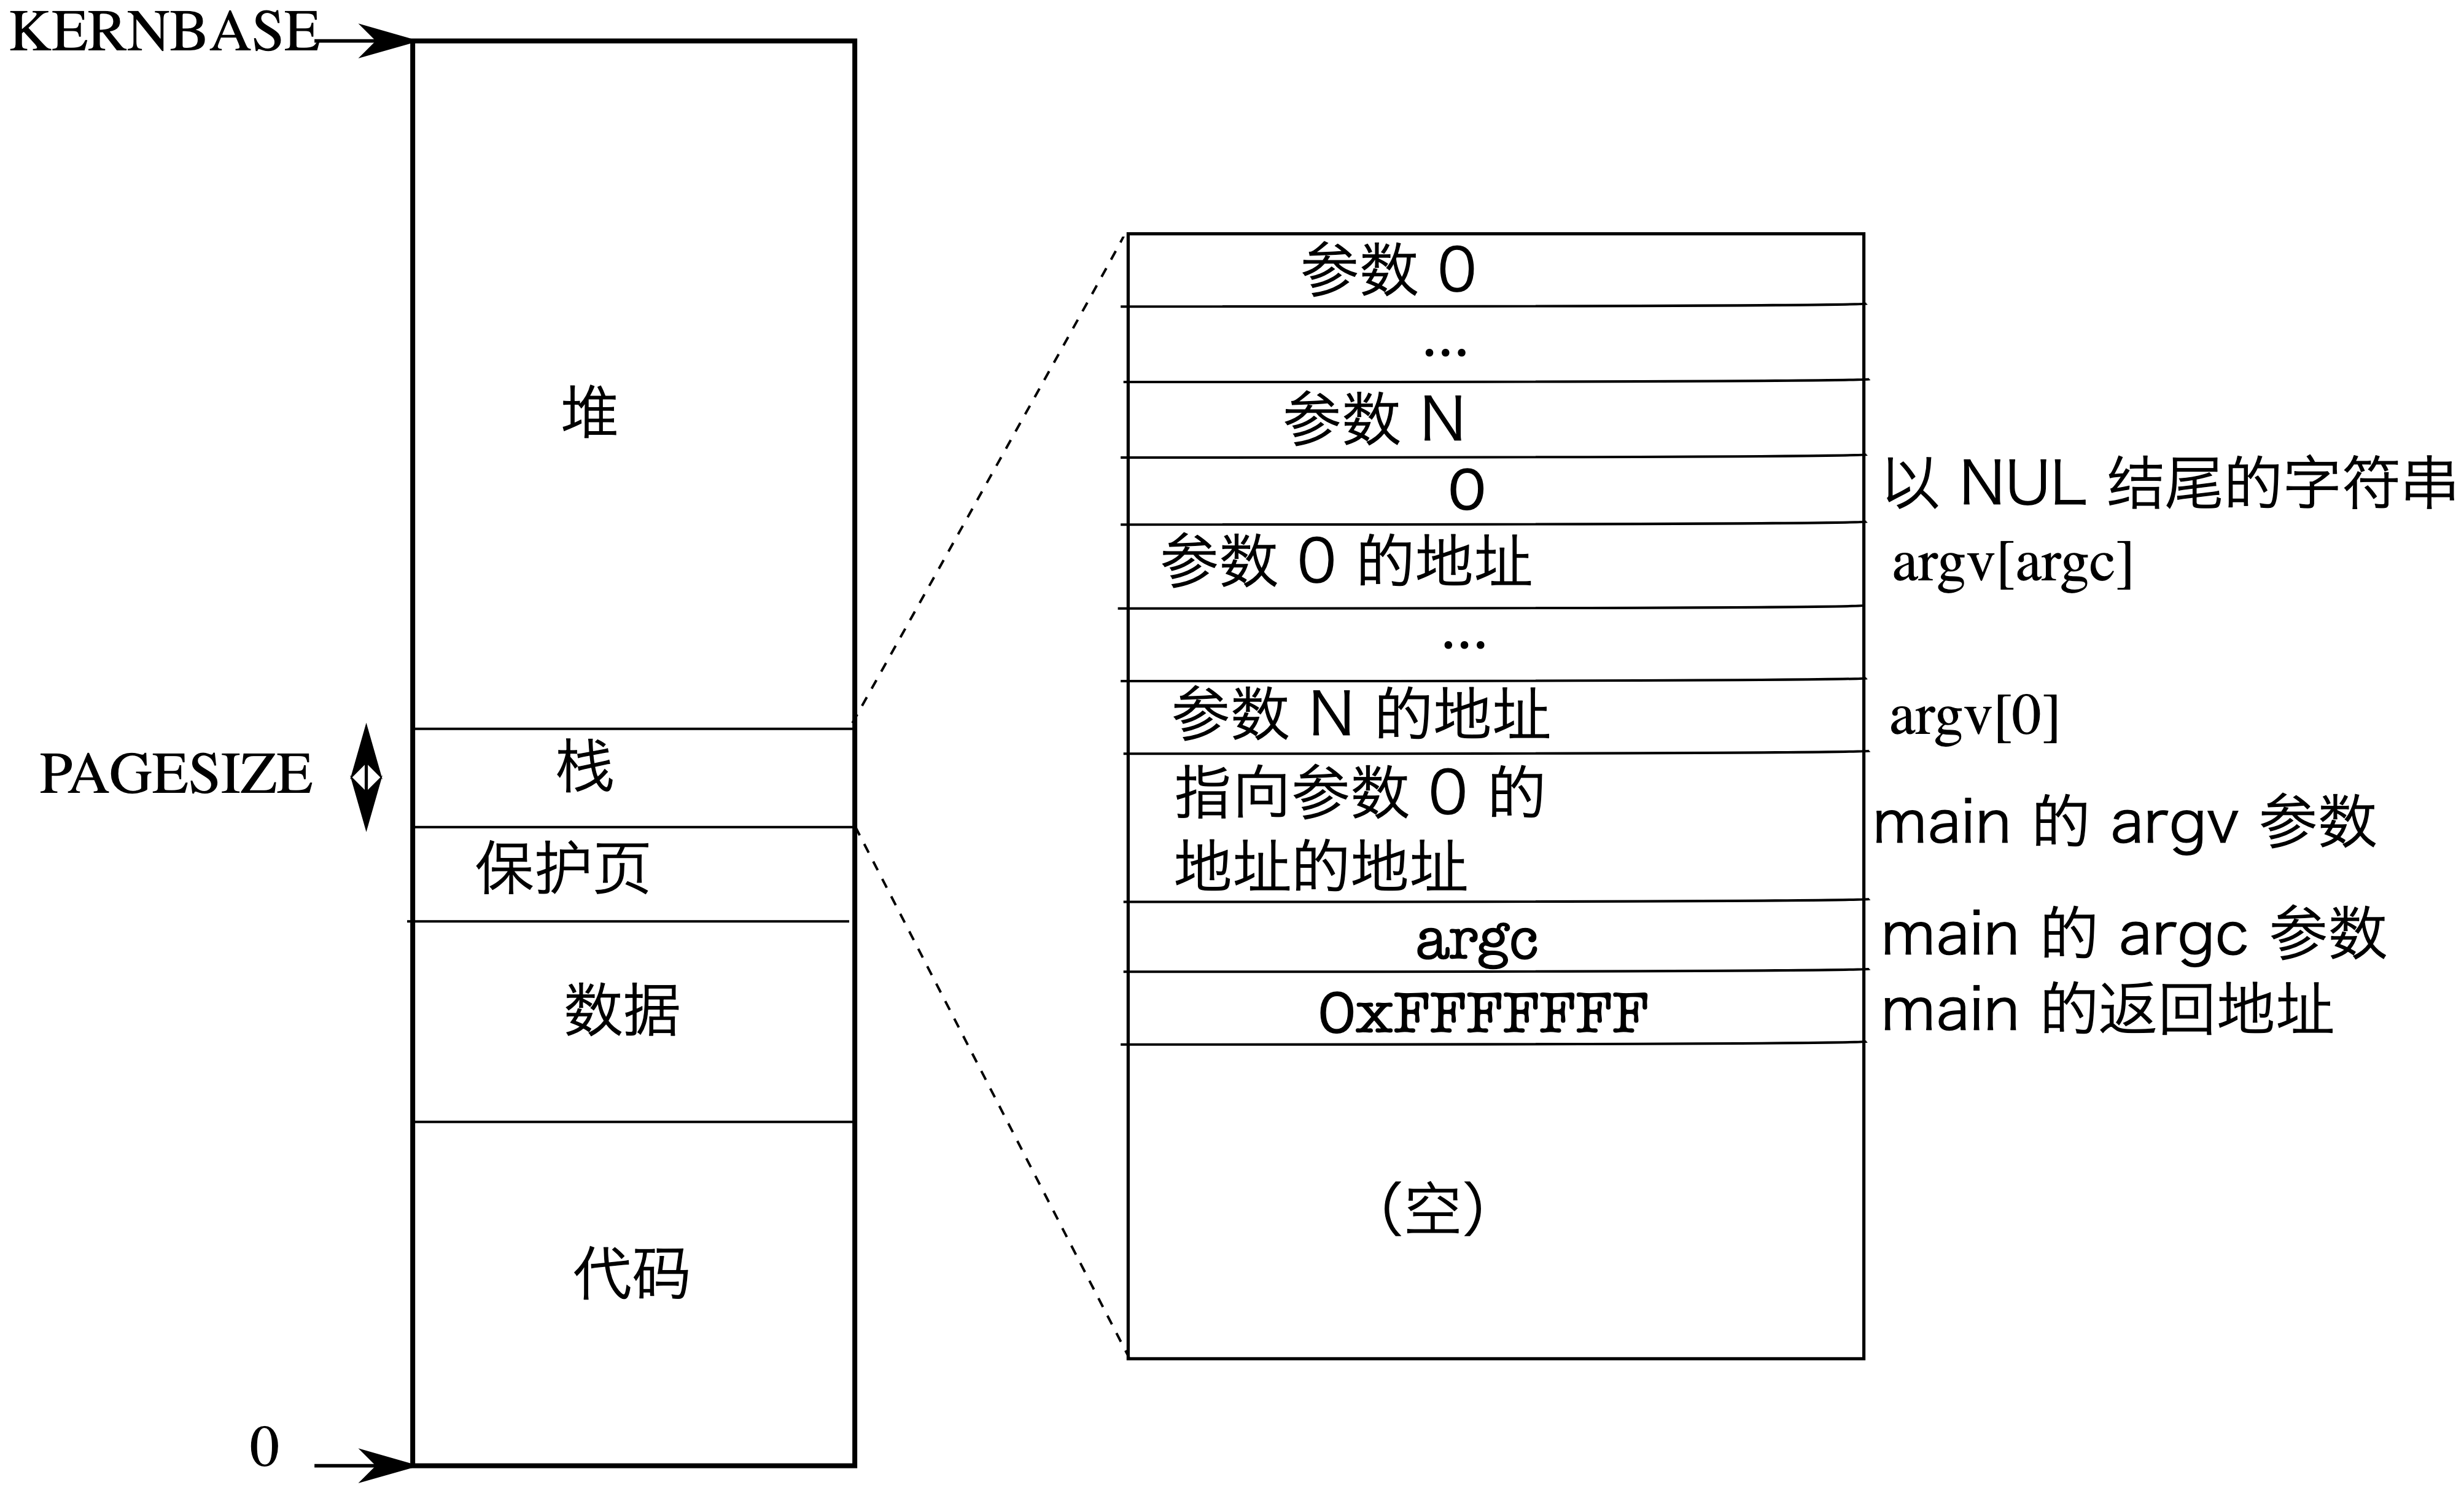 KERNBASE
堆
PAGESIZE
栈
保护页
数据
代码
0
参数 0
...
参数 N
0
以 NUL 结尾的字符串
参数 0 的地址
argv[argc]
...
参数 N 的地址
argv[0]
指向参数 0 的
地址的地址
main 的 argv 参数
argc
main 的 argc 参数
0xFFFFFFF
main 的返回地址
(空)